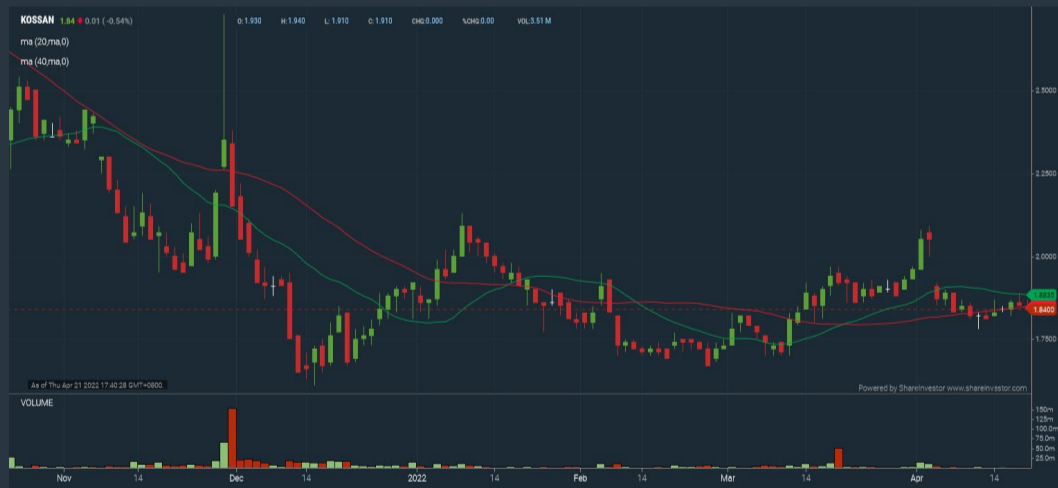 KOSSAN 1.84 0.01 (-0.54%) O: 1.930 H: 1.940 L: 1.910 C: 1.910 CHG:0.000 %CHG:0.00 VOL:3.51 M
ma (20,ma,0)
ma (40,ma,0)
2.5000
2.2500
2.0000
1.8400
1.7500
As of Thu Apr 21 2022 17:40:28 GMT+0800
Powered by ShareInvestor www.shareinvestor.com
VOLUME
150m
125m
100.0m
75.0m
50.0m
25.0m
Nov 14 Dec 14 2022 14 Feb 14 Mar 14 Apr 14